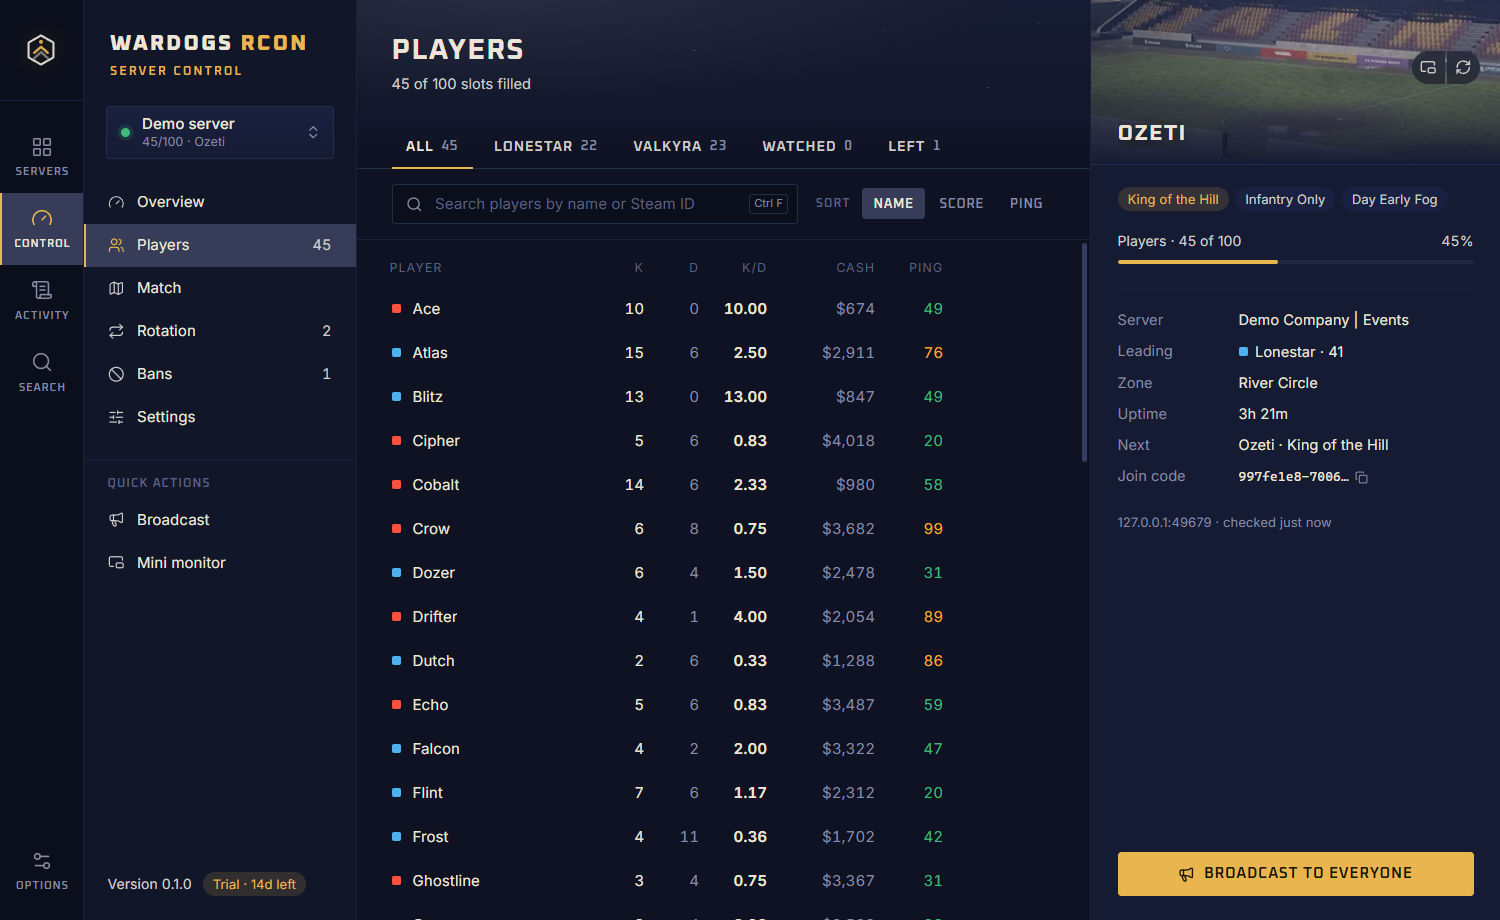 WARDOGS RCON
SERVER CONTROL
Demo server
45/100 · Ozeti
SERVERS
CONTROL
ACTIVITY
SEARCH
OPTIONS
Overview
Players 45
Match
Rotation 2
Bans 1
Settings
QUICK ACTIONS
Broadcast
Mini monitor
Version 0.1.0 Trial · 14d left
PLAYERS
45 of 100 slots filled
ALL 45 LONESTAR 22 VALKYRA 23 WATCHED 0 LEFT 1
Search players by name or Steam ID Ctrl F SORT NAME SCORE PING
PLAYER K D K/D CASH PING
Ace 10 0 10.00 $674 49
Atlas 15 6 2.50 $2,911 76
Blitz 13 0 13.00 $847 49
Cipher 5 6 0.83 $4,018 20
Cobalt 14 6 2.33 $980 58
Crow 6 8 0.75 $3,682 99
Dozer 6 4 1.50 $2,478 31
Drifter 4 1 4.00 $2,054 89
Dutch 2 6 0.33 $1,288 86
Echo 5 6 0.83 $3,487 59
Falcon 4 2 2.00 $3,322 47
Flint 7 6 1.17 $2,312 20
Frost 4 11 0.36 $1,702 42
Ghostline 3 4 0.75 $3,367 31
OZETI
King of the Hill Infantry Only Day Early Fog
Players · 45 of 100 45%
Server Demo Company | Events
Leading Lonestar · 41
Zone River Circle
Uptime 3h 21m
Next Ozeti · King of the Hill
Join code 997fe1e8-7006…
127.0.0.1:49679 · checked just now
BROADCAST TO EVERYONE